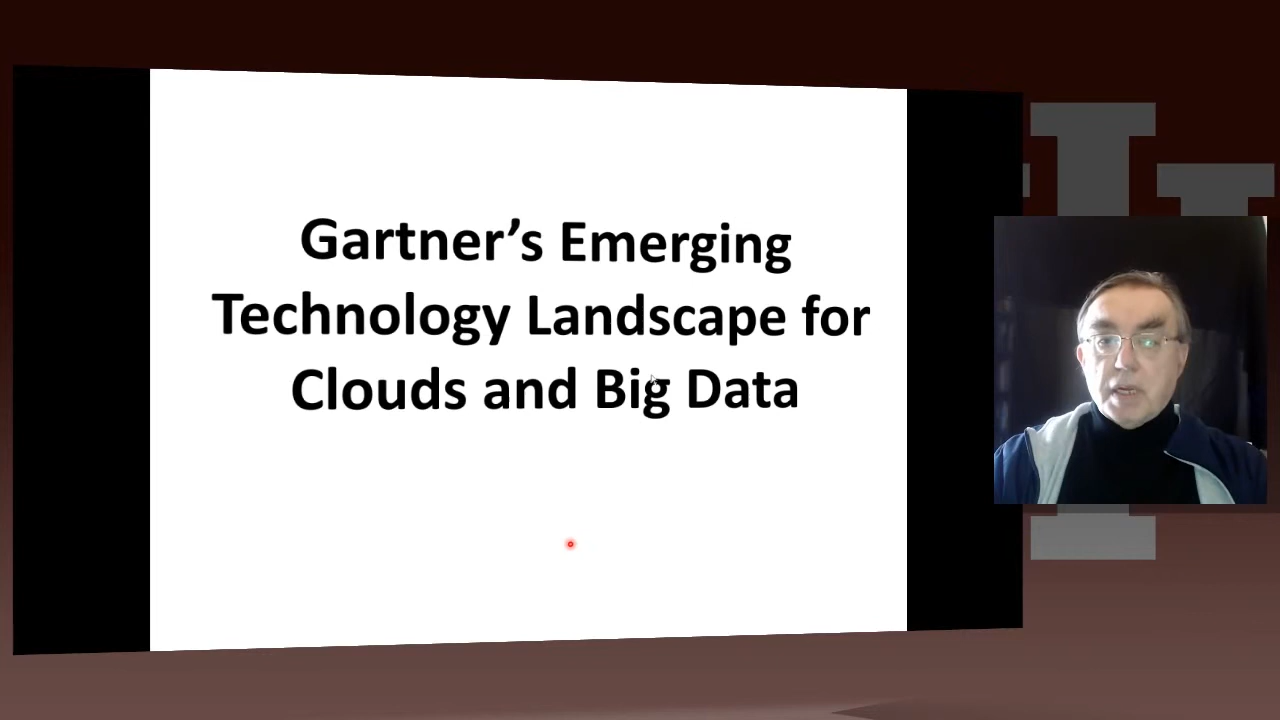 Gartner’s Emerging
Technology Landscape for
Clouds and Big Data